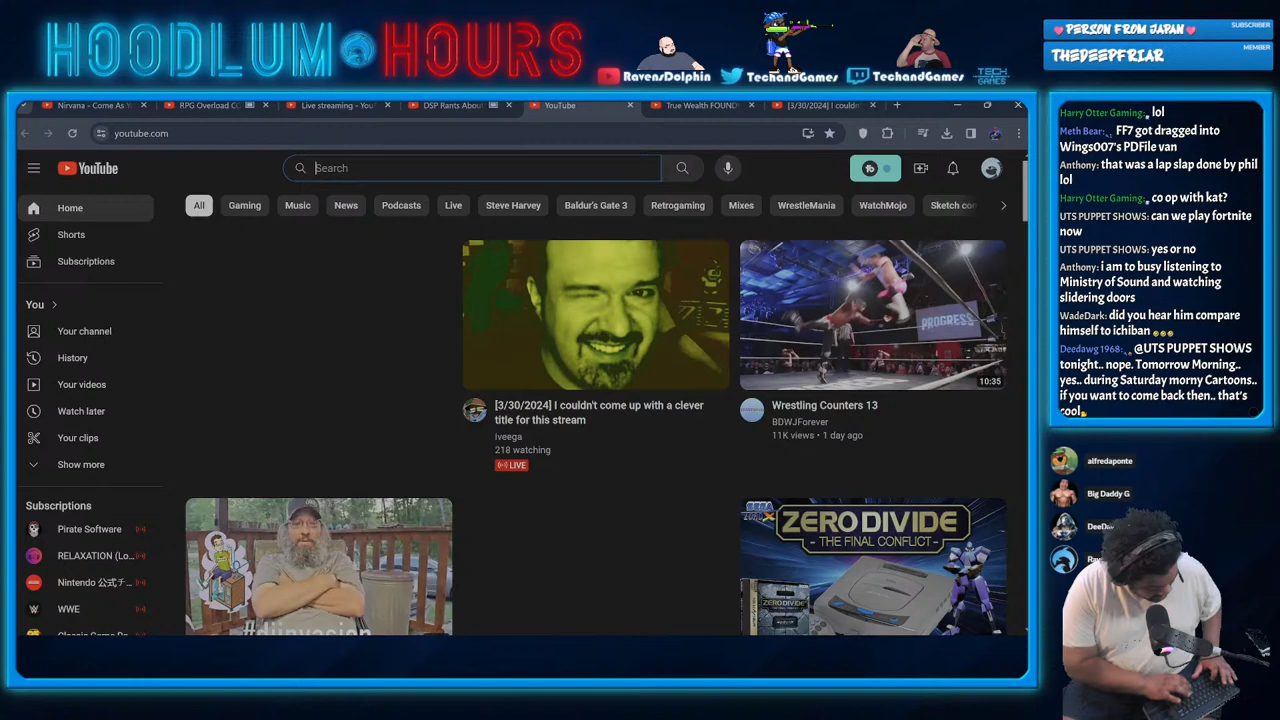 HOODLUM HOURS
RavensDolphin
TechandGames
TechandGames
TECH
GAMES
PERSON FROM JAPAN
SUBSCRIBER
THEDEEPFRIAR
MEMBER
Nirvana - Come As Y
RPG Overload CO
Live streaming - You
DSP Rants About
YouTube
True Wealth FOUND
[3/30/2024] I couldn
youtube.com
YouTube
Search
All
Gaming
Music
News
Podcasts
Live
Steve Harvey
Baldur's Gate 3
Retrogaming
Mixes
WrestleMania
WatchMojo
Sketch con
Home
Shorts
Subscriptions
You
Your channel
History
Your videos
Watch later
Your clips
Show more
Subscriptions
Pirate Software
RELAXATION (Lo...
Nintendo 公式チ...
WWE
[3/30/2024] I couldn't come up with a clever
title for this stream
Iveega
218 watching
LIVE
PROGRESS
10:35
Wrestling Counters 13
BDWJForever
11K views • 1 day ago
SEGA
ZERO DIVIDE
- THE FINAL CONFLICT -
Harry Otter Gaming: lol
Meth Bear: FF7 got dragged into
Wings007's PDFile van
Anthony: that was a lap slap done by phil
lol
Harry Otter Gaming: co op with kat?
UTS PUPPET SHOWS: can we play fortnite
now
UTS PUPPET SHOWS: yes or no
Anthony: i am to busy listening to
Ministry of Sound and watching
slidering doors
WadeDark: did you hear him compare
himself to ichiban
Deedawg 1968: @UTS PUPPET SHOWS
tonight.. nope. Tomorrow Morning..
yes.. during Saturday morny Cartoons..
if you want to come back then.. that's
cool
alfredaponte
Big Daddy G